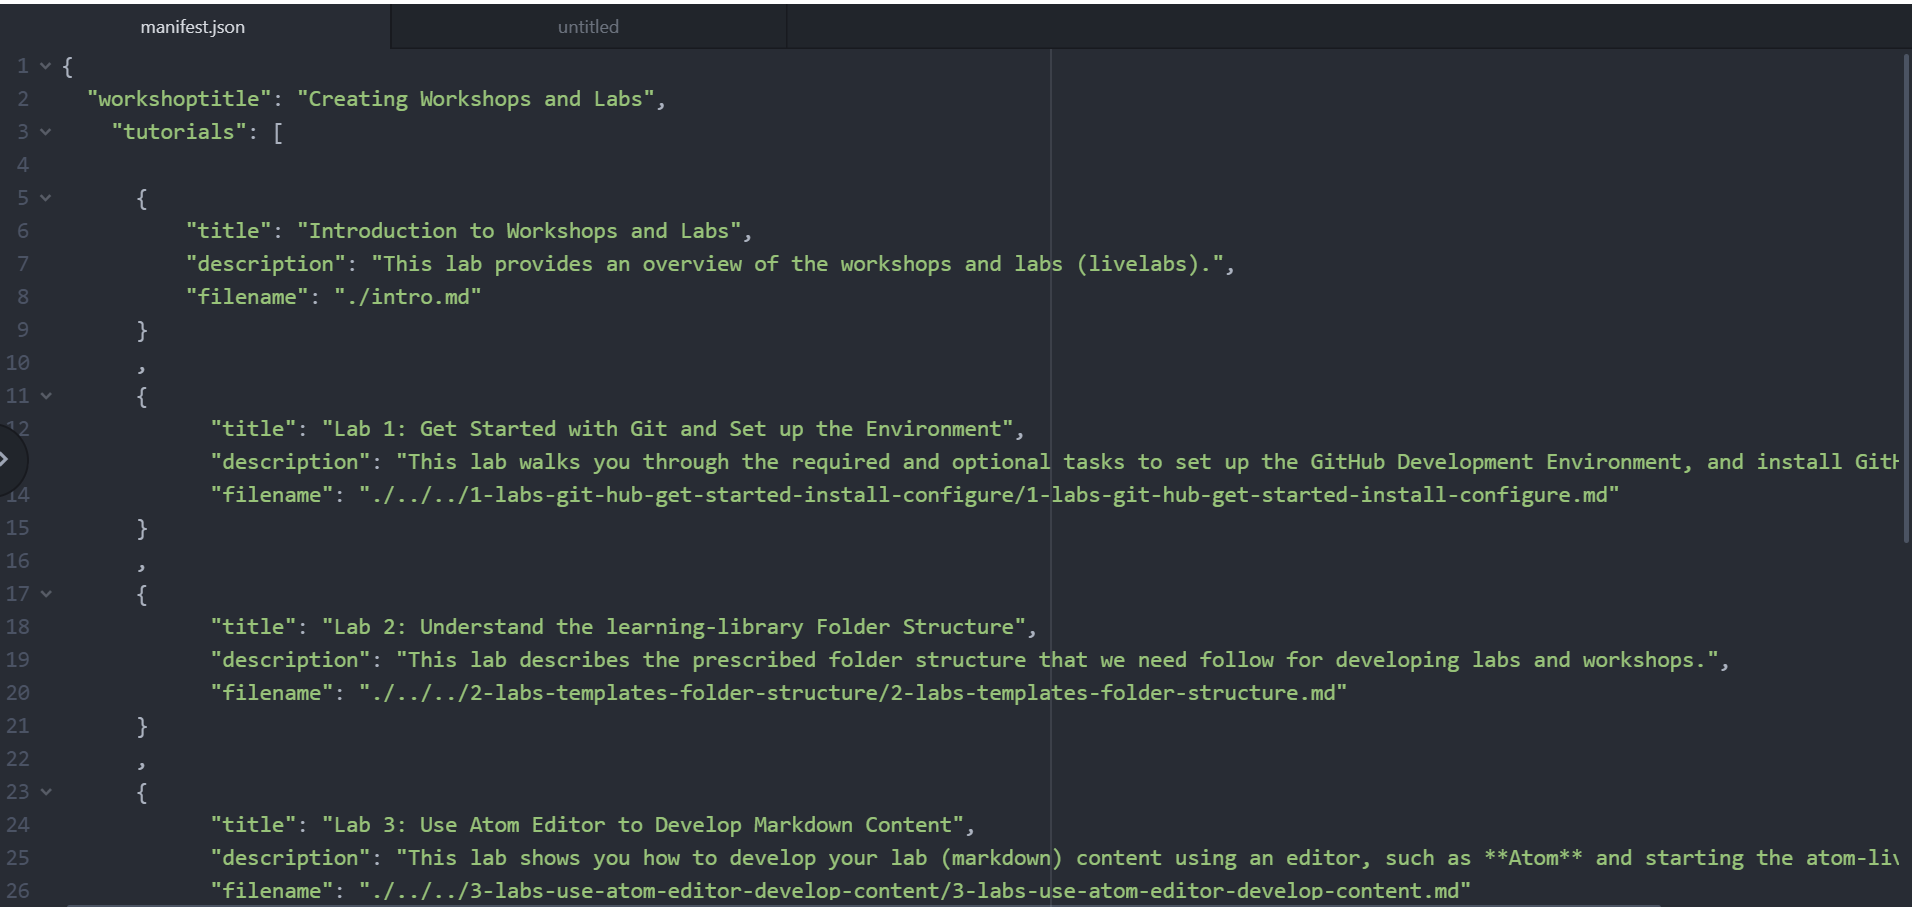 manifest.json
untitled
1 {
2 "workshoptitle": "Creating Workshops and Labs",
3 "tutorials": [
4
5 {
6 "title": "Introduction to Workshops and Labs",
7 "description": "This lab provides an overview of the workshops and labs (livelabs).",
8 "filename": "./intro.md"
9 }
10 ,
11 {
12 "title": "Lab 1: Get Started with Git and Set up the Environment",
"description": "This lab walks you through the required and optional tasks to set up the GitHub Development Environment, and install Git
14 "filename": "./../../1-labs-git-hub-get-started-install-configure/1-labs-git-hub-get-started-install-configure.md"
15 }
16 ,
17 {
18 "title": "Lab 2: Understand the learning-library Folder Structure",
19 "description": "This lab describes the prescribed folder structure that we need follow for developing labs and workshops.",
20 "filename": "./../../2-labs-templates-folder-structure/2-labs-templates-folder-structure.md"
21 }
22 ,
23 {
24 "title": "Lab 3: Use Atom Editor to Develop Markdown Content",
25 "description": "This lab shows you how to develop your lab (markdown) content using an editor, such as **Atom** and starting the atom-li
26 "filename": "./../../3-labs-use-atom-editor-develop-content/3-labs-use-atom-editor-develop-content.md"